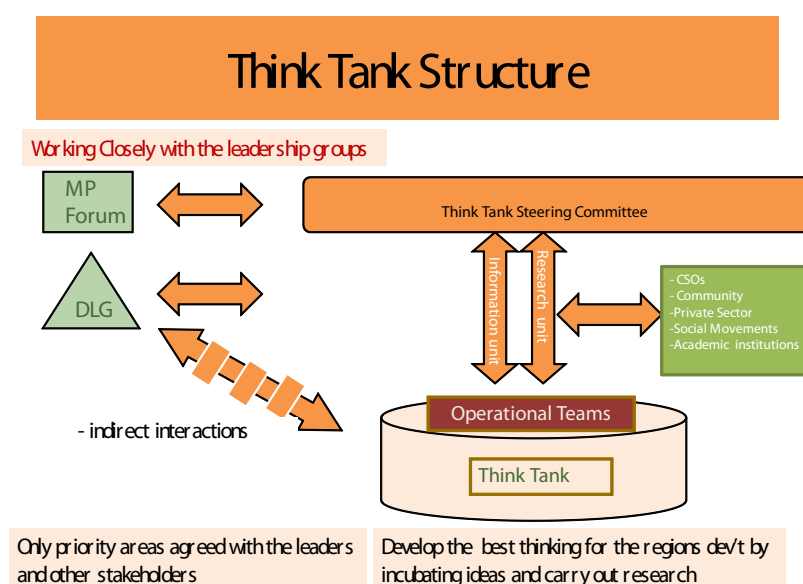 Think Tank Structure
Working Closely with the leadership groups
MP
Forum
Think Tank Steering Committee
DLG
Information unit
Research unit
- CSOs
- Community
-Private Sector
-Social Movements
-Academic institutions
- indirect interactions
Operational Teams
Think Tank
Only priority areas agreed with the leaders
and other stakeholders
Develop the best thinking for the regions dev't by
incubating ideas and carry out research